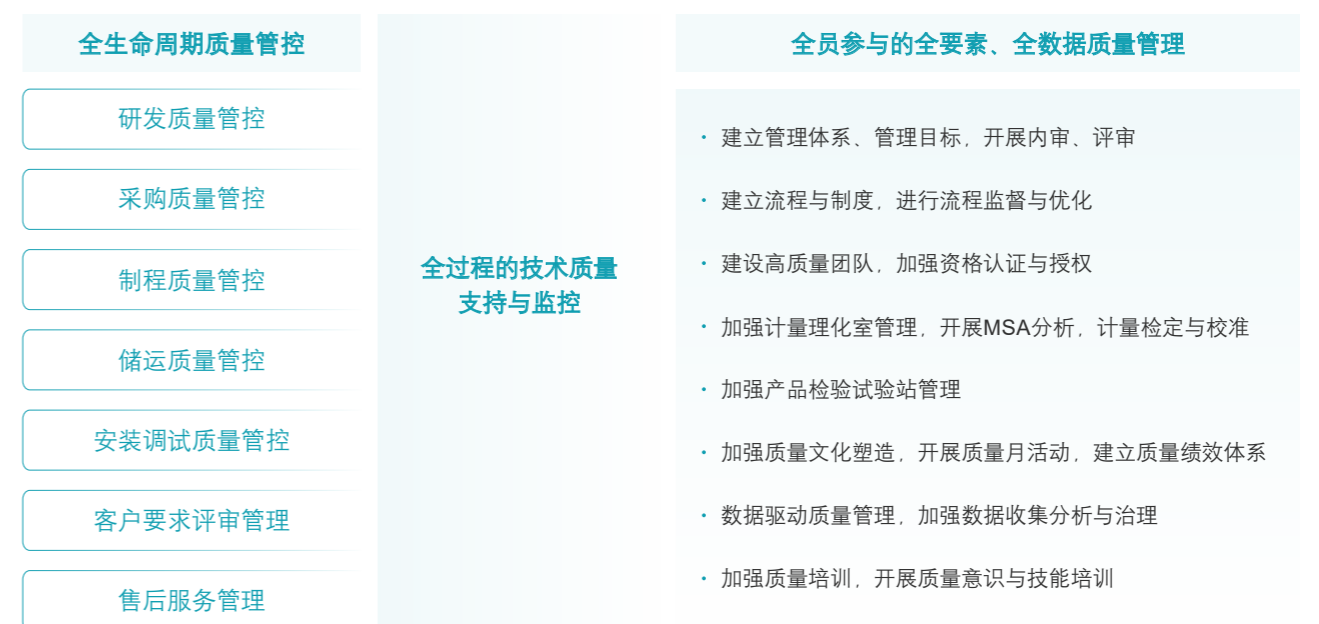 全生命周期质量管控
研发质量管控
采购质量管控
制程质量管控
储运质量管控
安装调试质量管控
客户要求评审管理
售后服务管理
全过程的技术质量
支持与监控
全员参与的全要素、全数据质量管理
· 建立管理体系、管理目标，开展内审、评审
· 建立流程与制度，进行流程监督与优化
· 建设高质量团队，加强资格认证与授权
· 加强计量理化室管理，开展MSA分析，计量检定与校准
· 加强产品检验试验站管理
· 加强质量文化塑造，开展质量月活动，建立质量绩效体系
· 数据驱动质量管理，加强数据收集分析与治理
· 加强质量培训，开展质量意识与技能培训